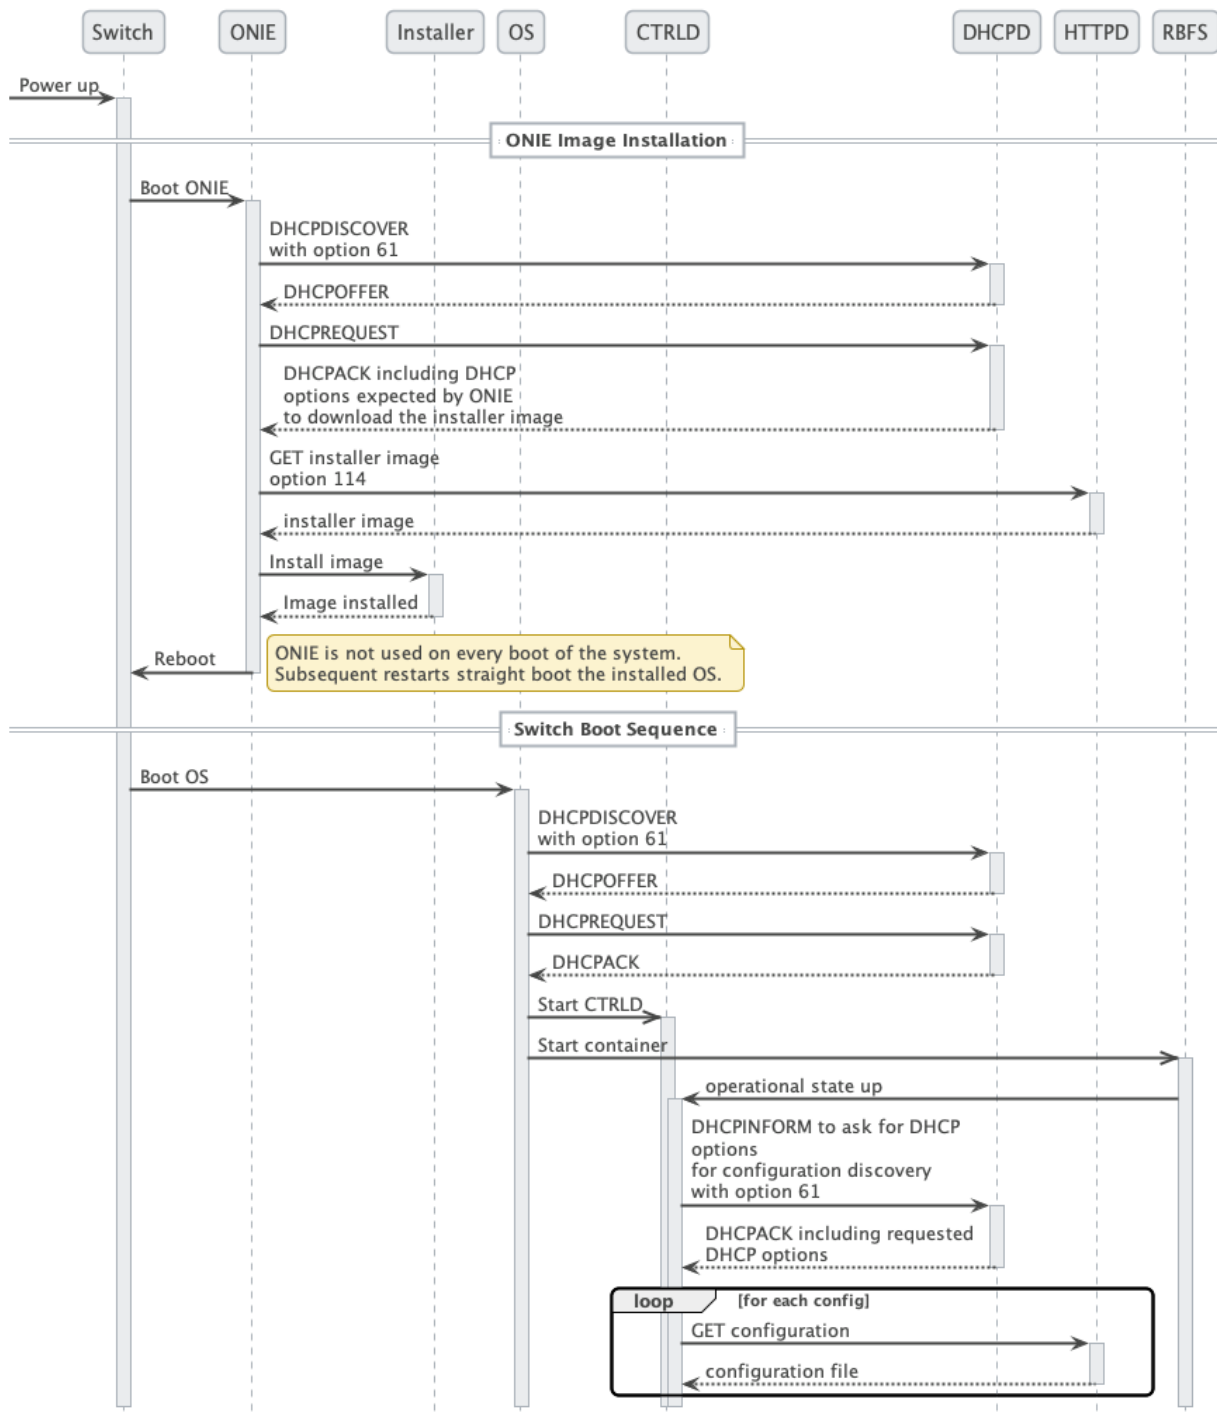 Switch ONIE Installer OS CTRLD DHCPD HTTPD RBFS
Power up
ONIE Image Installation
Boot ONIE
DHCPDISCOVER
with option 61
DHCPOFFER
DHCPREQUEST
DHCPACK including DHCP
options expected by ONIE
to download the installer image
GET installer image
option 114
installer image
Install image
Image installed
Reboot
ONIE is not used on every boot of the system.
Subsequent restarts straight boot the installed OS.
Switch Boot Sequence
Boot OS
DHCPDISCOVER
with option 61
DHCPOFFER
DHCPREQUEST
DHCPACK
Start CTRLD
Start container
operational state up
DHCPINFORM to ask for DHCP
options
for configuration discovery
with option 61
DHCPACK including requested
DHCP options
loop [for each config]
GET configuration
configuration file